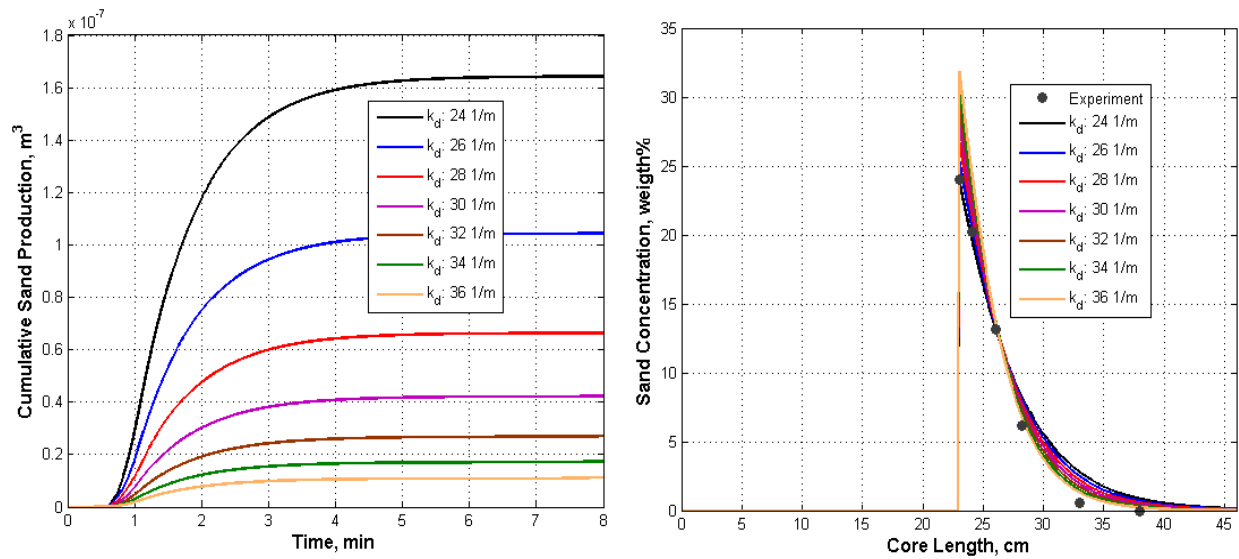 x 10^-7
1.8
1.6
1.4
1.2
1
0.8
0.6
0.4
0.2
0
0 1 2 3 4 5 6 7 8
Cumulative Sand Production, m^3
Time, min
k_d: 24 1/m
k_d: 26 1/m
k_d: 28 1/m
k_d: 30 1/m
k_d: 32 1/m
k_d: 34 1/m
k_d: 36 1/m
35
30
25
20
15
10
5
0
0 5 10 15 20 25 30 35 40 45
Sand Concentration, weigth%
Core Length, cm
Experiment
k_d: 24 1/m
k_d: 26 1/m
k_d: 28 1/m
k_d: 30 1/m
k_d: 32 1/m
k_d: 34 1/m
k_d: 36 1/m